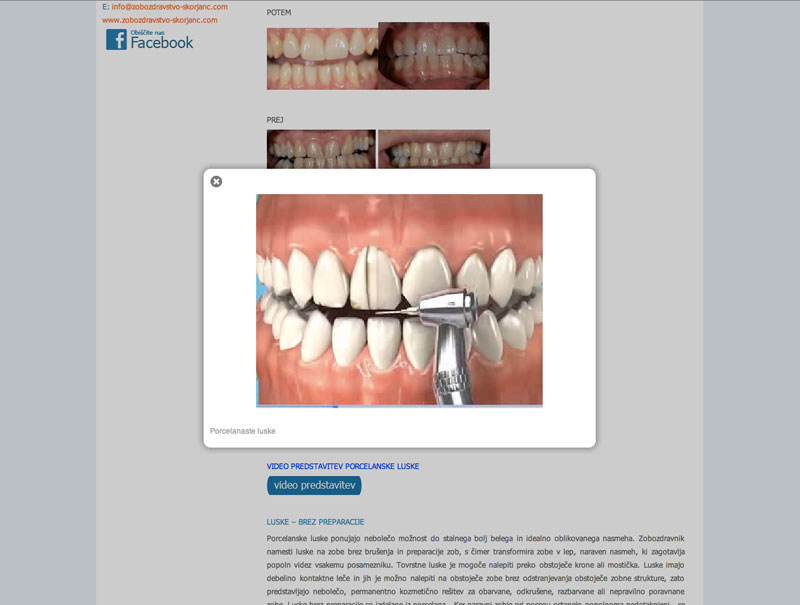 E: info@zobozdravstvo-skorjanc.com
www.zobozdravstvo-skorjanc.com
Obiščite nas
Facebook
POTEM
PREJ
Porcelanaste luske
VIDEO PREDSTAVITEV PORCELANSKE LUSKE
video predstavitev
LUSKE – BREZ PREPARACIJE
Porcelanske luske ponujajo nebolečo možnost do stalnega bolj belega in idealno oblikovanega nasmeha. Zobozdravnik
namesti luske na zobe brez brušenja in preparacije zob, s čimer transformira zobe v lep, naraven nasmeh, ki zagotavlja
popoln videz vsakemu posamezniku. Tovrstne luske je mogoče nalepiti preko obstoječe krone ali mostička. Luske imajo
debelino kontaktne leče in jih je možno nalepiti na obstoječe zobe brez odstranjevanja obstoječe zobne strukture, zato
predstavljajo nebolečo, permanentno kozmetično rešitev za obarvane, odkrušene, razbarvane ali nepravilno poravnane
zobe. Luske brez preparacije so izdelane iz porcelana.